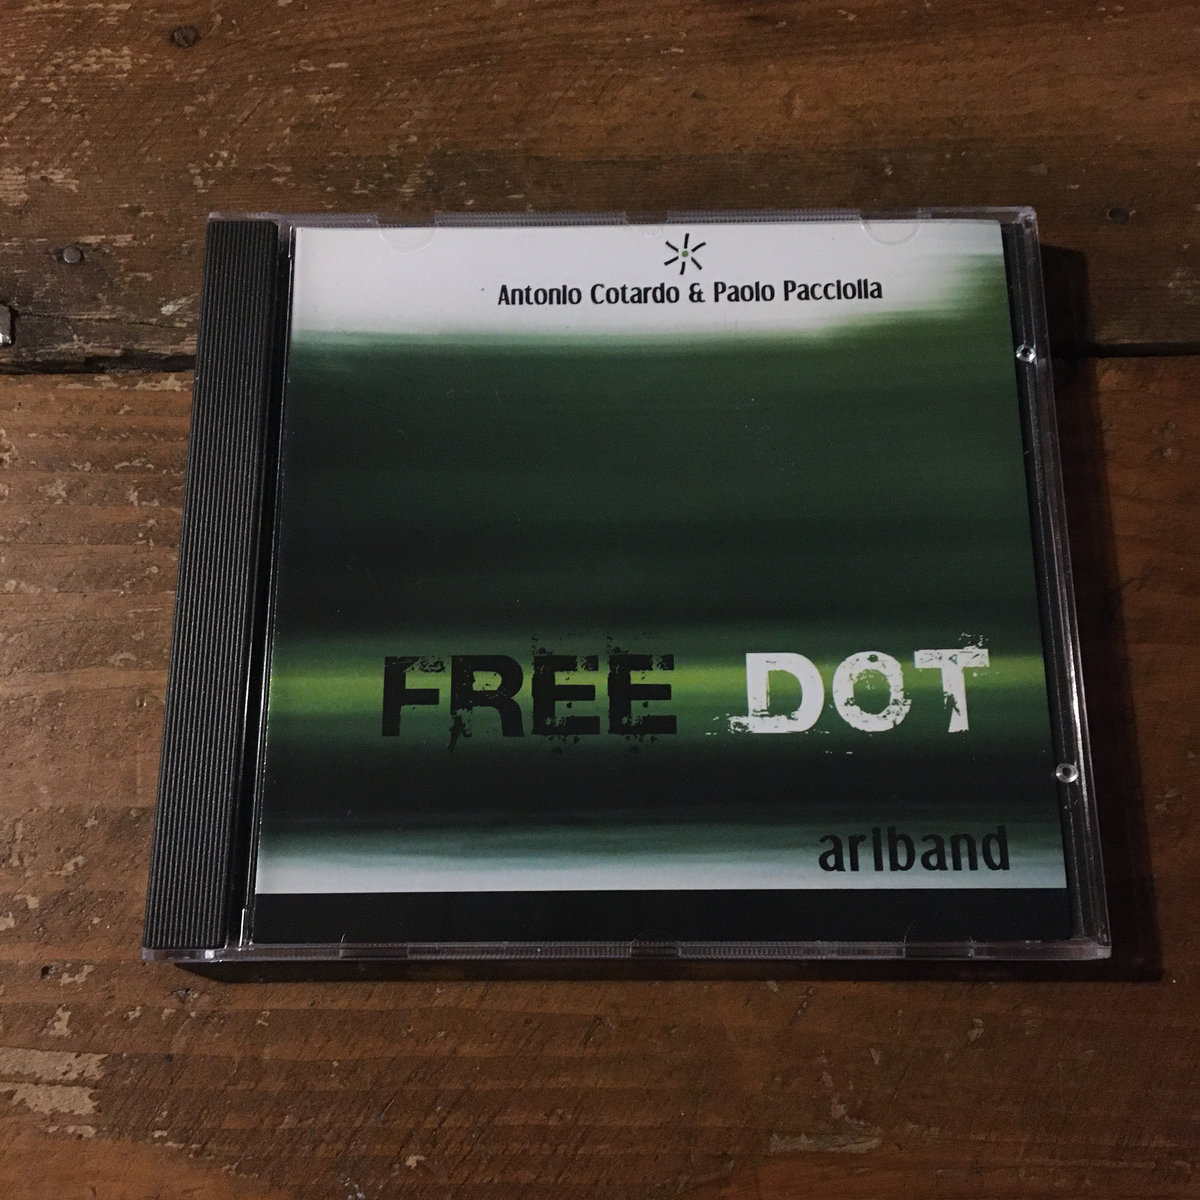 Antonio Cotardo & Paolo Pacciolla
FREE DOT
ariband